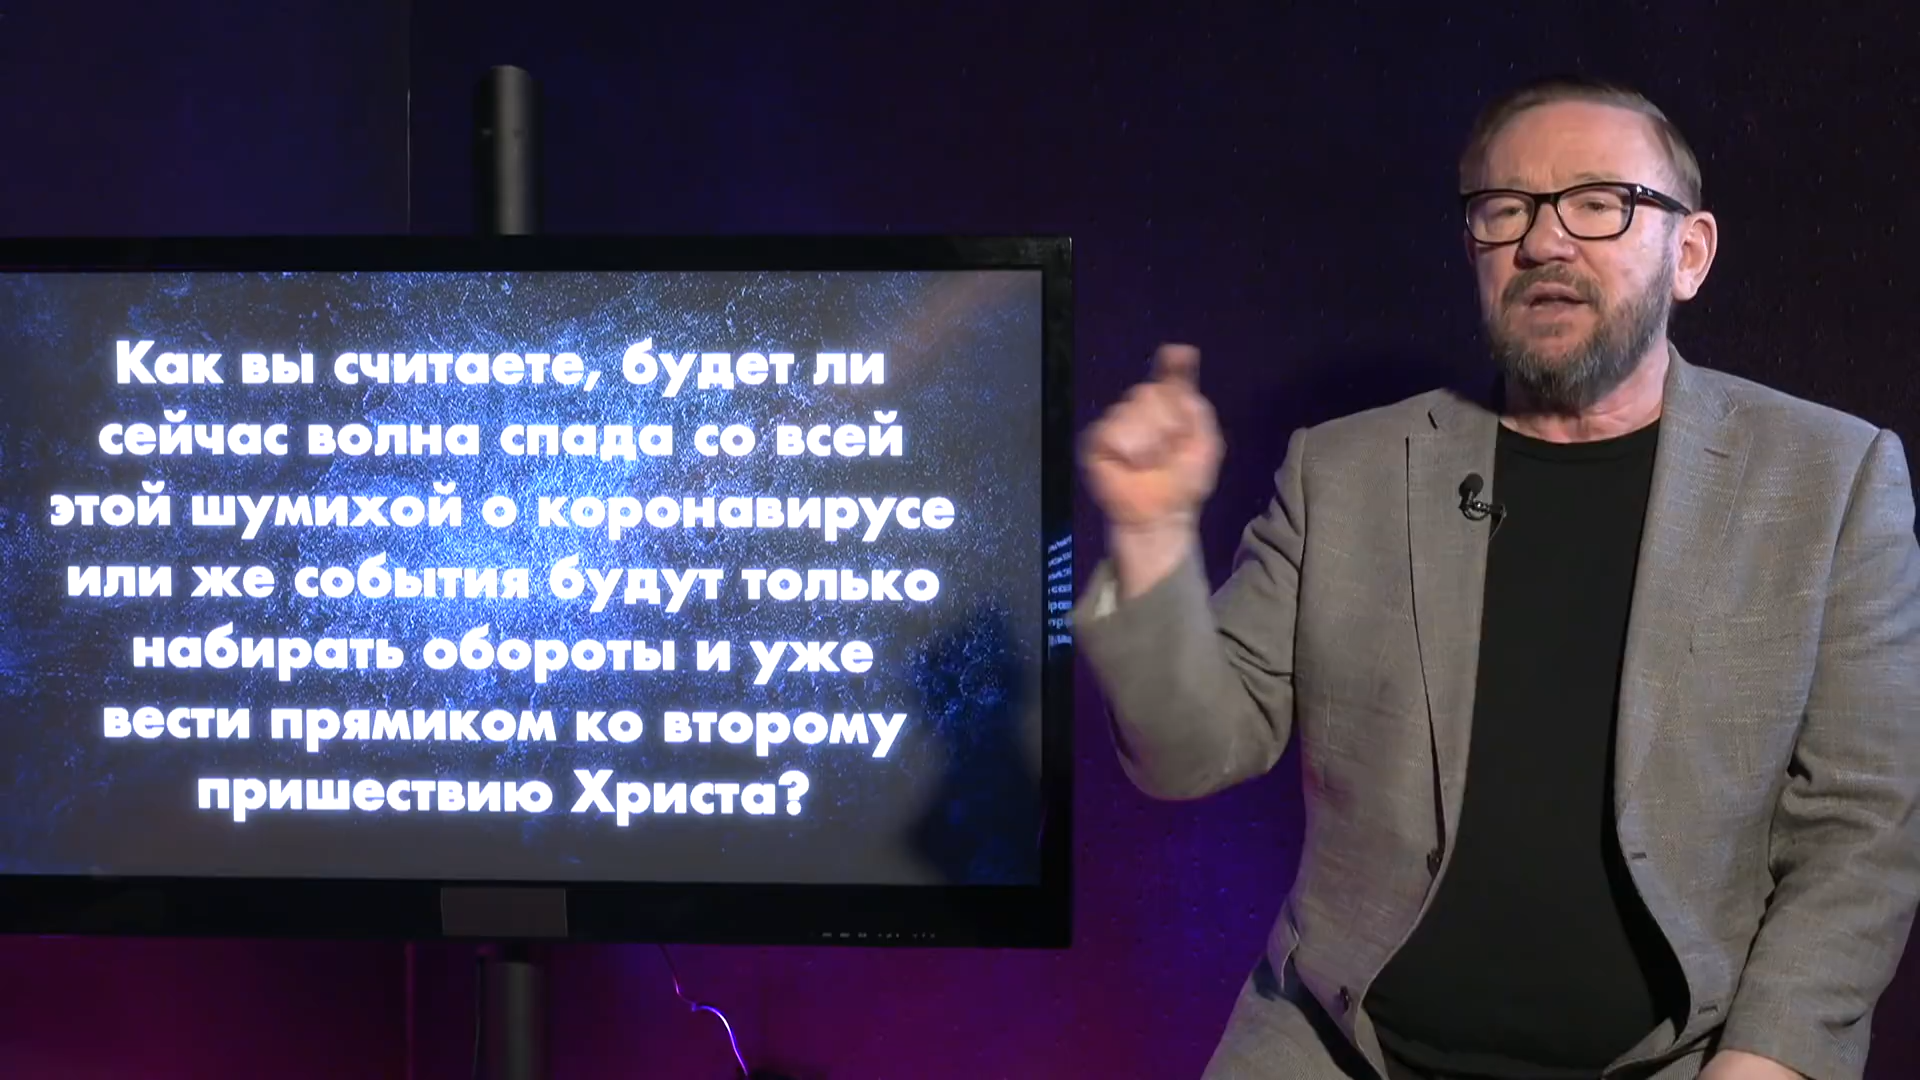 Как вы считаете, будет ли
сейчас волна спада со всей
этой шумихой о коронавирусе
или же события будут только
набирать обороты и уже
вести прямиком ко второму
пришествию Христа?